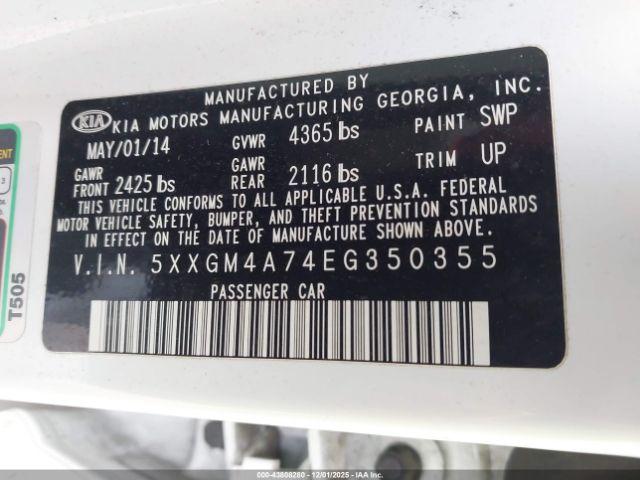 MANUFACTURED BY
KIA KIA MOTORS MANUFACTURING GEORGIA, INC.
MAY/01/14 GVWR 4365 lbs PAINT SWP
GAWR FRONT 2425 lbs GAWR REAR 2116 lbs TRIM UP
THIS VEHICLE CONFORMS TO ALL APPLICABLE U.S.A. FEDERAL
MOTOR VEHICLE SAFETY, BUMPER, AND THEFT PREVENTION STANDARDS
IN EFFECT ON THE DATE OF MANUFACTURE SHOWN ABOVE.
V.I.N. 5XXGM4A74EG350355
PASSENGER CAR
T505
000-43808280 - 12/01/2025 - IAA Inc.